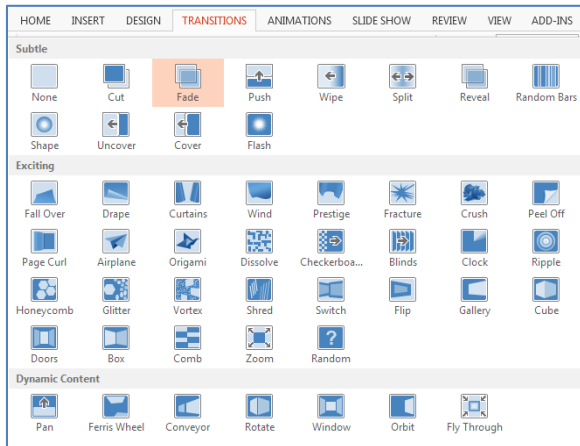 HOME INSERT DESIGN TRANSITIONS ANIMATIONS SLIDE SHOW REVIEW VIEW ADD-INS
Subtle
None Cut Fade Push Wipe Split Reveal Random Bars
Shape Uncover Cover Flash
Exciting
Fall Over Drape Curtains Wind Prestige Fracture Crush Peel Off
Page Curl Airplane Origami Dissolve Checkerboa... Blinds Clock Ripple
Honeycomb Glitter Vortex Shred Switch Flip Gallery Cube
Doors Box Comb Zoom Random
Dynamic Content
Pan Ferris Wheel Conveyor Rotate Window Orbit Fly Through